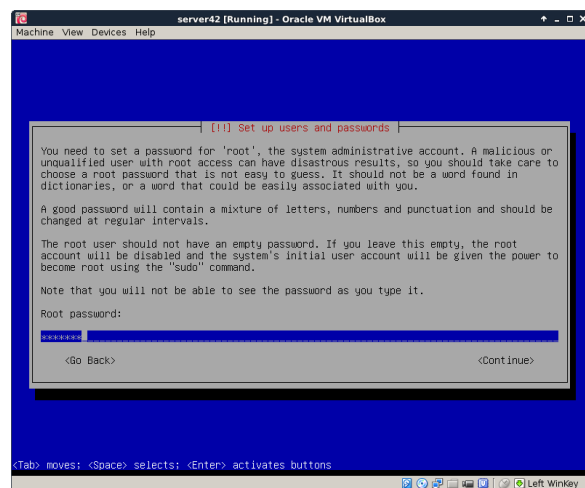 server42 [Running] - Oracle VM VirtualBox
Machine View Devices Help
[!!] Set up users and passwords
You need to set a password for 'root', the system administrative account. A malicious or
unqualified user with root access can have disastrous results, so you should take care to
choose a root password that is not easy to guess. It should not be a word found in
dictionaries, or a word that could be easily associated with you.
A good password will contain a mixture of letters, numbers and punctuation and should be
changed at regular intervals.
The root user should not have an empty password. If you leave this empty, the root
account will be disabled and the system's initial user account will be given the power to
become root using the "sudo" command.
Note that you will not be able to see the password as you type it.
Root password:
*******
<Go Back> <Continue>
<Tab> moves; <Space> selects; <Enter> activates buttons
Left WinKey